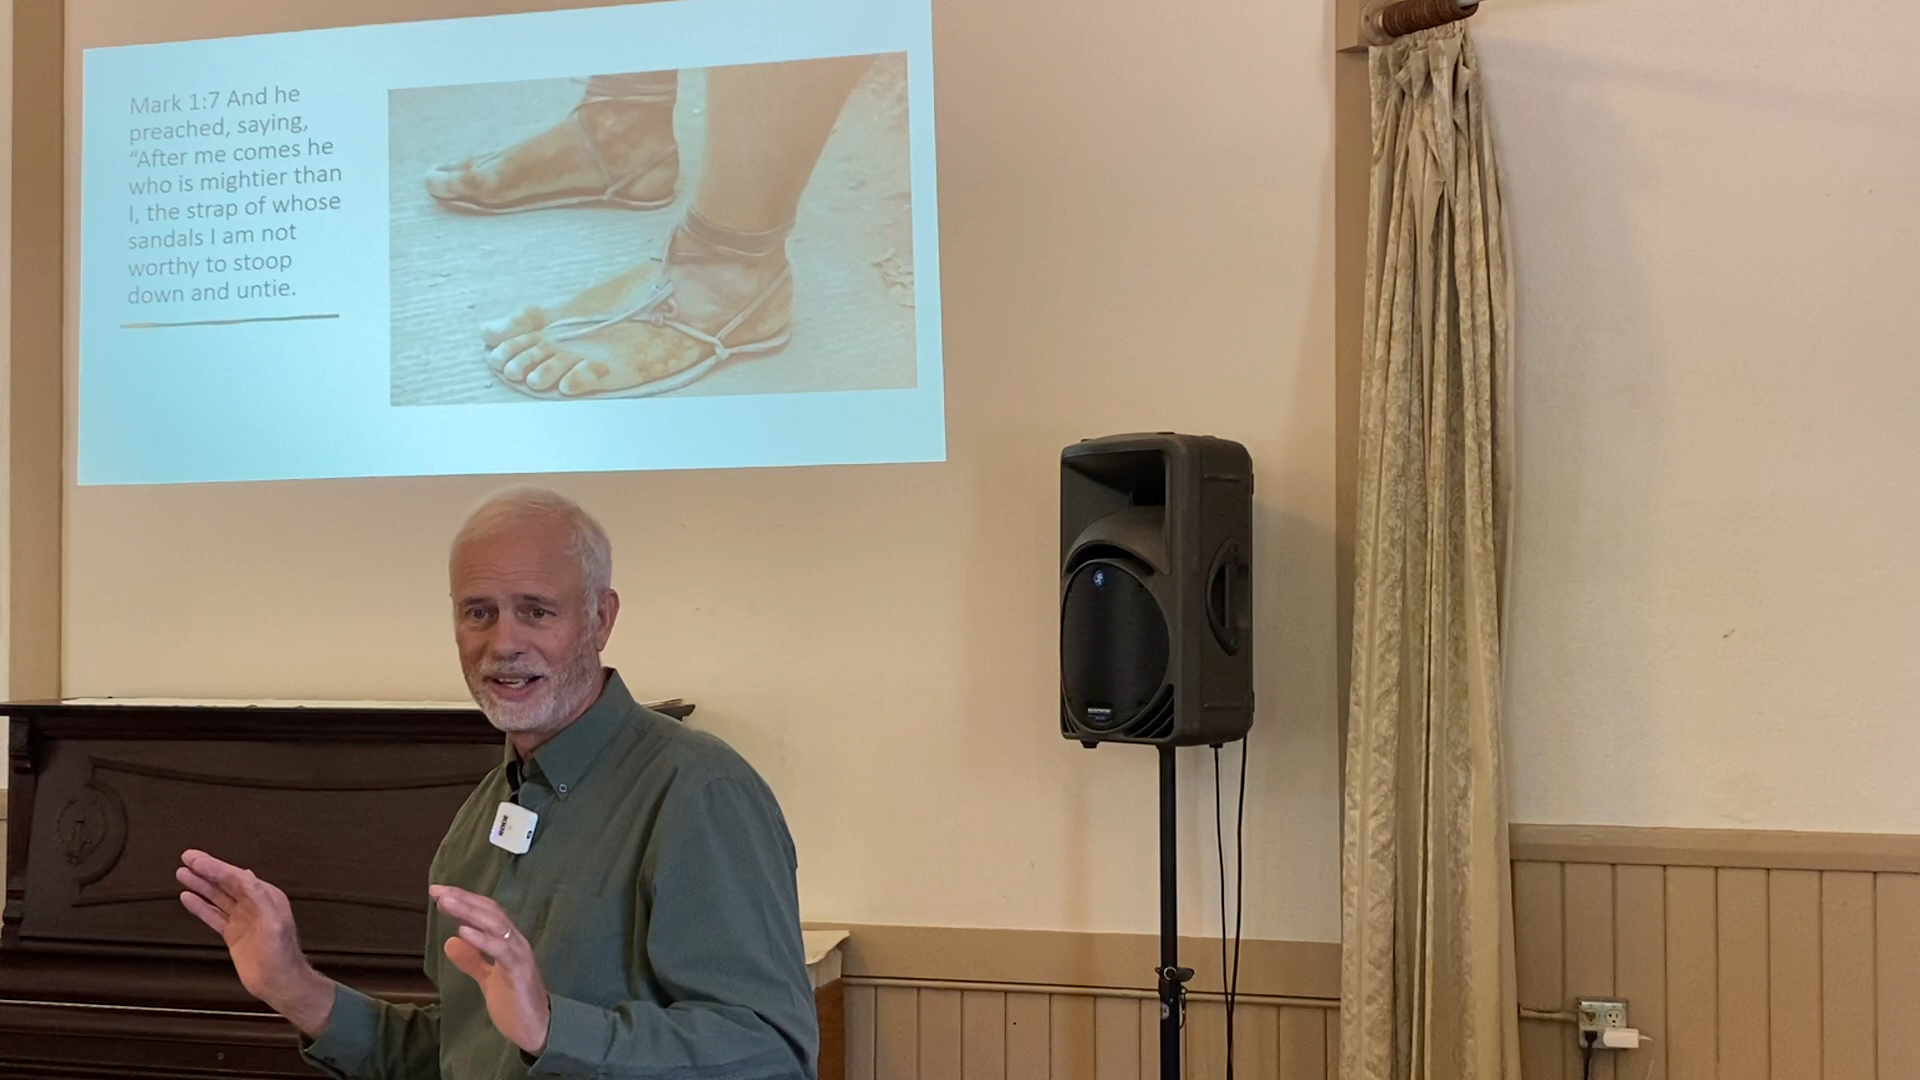 Mark 1:7 And he
preached, saying,
“After me comes he
who is mightier than
I, the strap of whose
sandals I am not
worthy to stoop
down and untie.
RODE